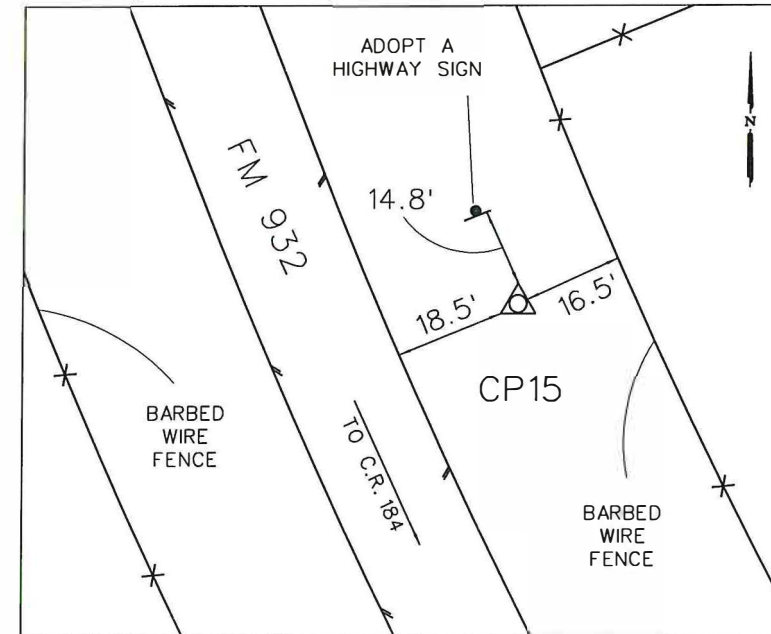 ADOPT A
HIGHWAY SIGN
N
FM 932
14.8'
18.5'
16.5'
CP15
BARBED
WIRE
FENCE
TO C.R. 184
BARBED
WIRE
FENCE